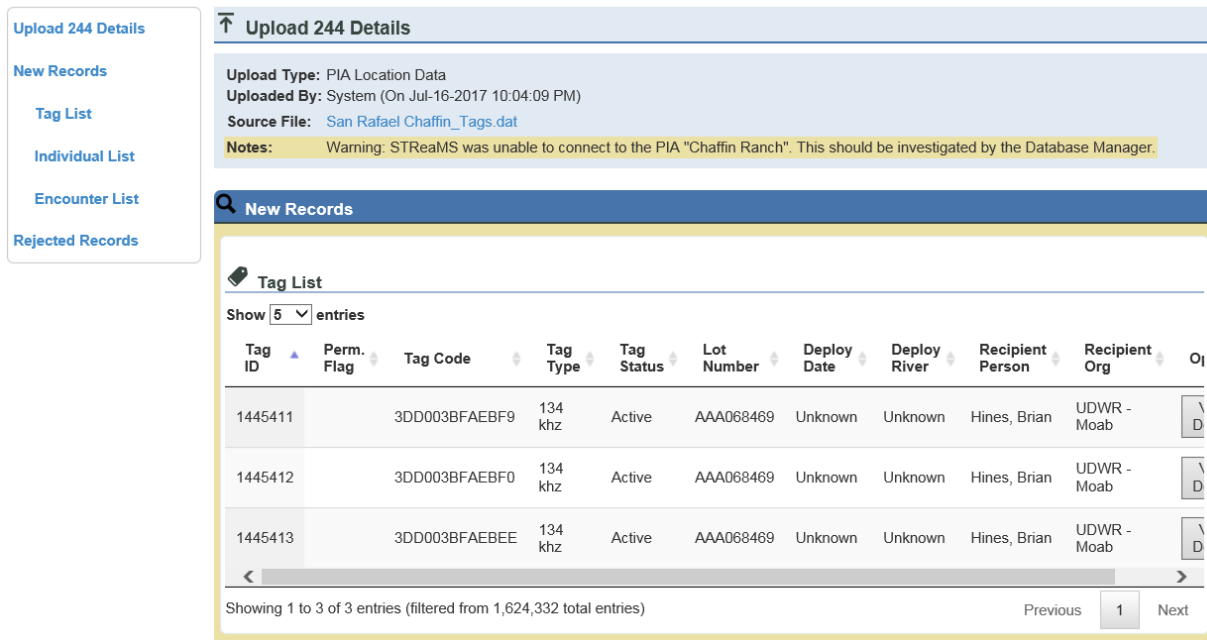 Upload 244 Details
New Records
Tag List
Individual List
Encounter List
Rejected Records
Upload 244 Details
Upload Type: PIA Location Data
Uploaded By: System (On Jul-16-2017 10:04:09 PM)
Source File: San Rafael Chaffin_Tags.dat
Notes: Warning: STReaMS was unable to connect to the PIA "Chaffin Ranch". This should be investigated by the Database Manager.
New Records
Tag List
Show 5 entries
Tag ID Perm. Flag Tag Code Tag Type Tag Status Lot Number Deploy Date Deploy River Recipient Person Recipient Org
1445411 3DD003BFAEBF9 134 khz Active AAA068469 Unknown Unknown Hines, Brian UDWR - Moab
1445412 3DD003BFAEBF0 134 khz Active AAA068469 Unknown Unknown Hines, Brian UDWR - Moab
1445413 3DD003BFAEBEE 134 khz Active AAA068469 Unknown Unknown Hines, Brian UDWR - Moab
Showing 1 to 3 of 3 entries (filtered from 1,624,332 total entries)
Previous 1 Next